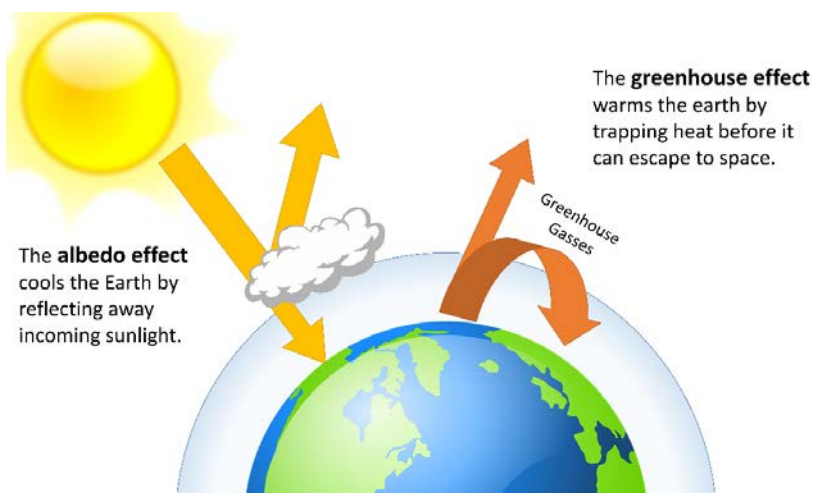 The greenhouse effect
warms the earth by
trapping heat before it
can escape to space.
Greenhouse
Gasses
The albedo effect
cools the Earth by
reflecting away
incoming sunlight.